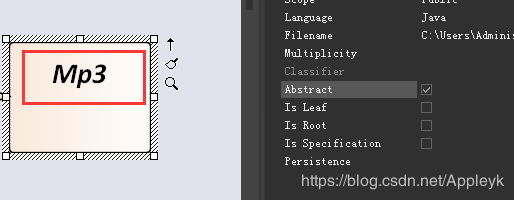 Mp3
Scope Public
Language Java
Filename C:\Users\Adminis
Multiplicity
Classifier
Abstract
Is Leaf
Is Root
Is Specification
Persistence
https://blog.csdn.net/Appleyk